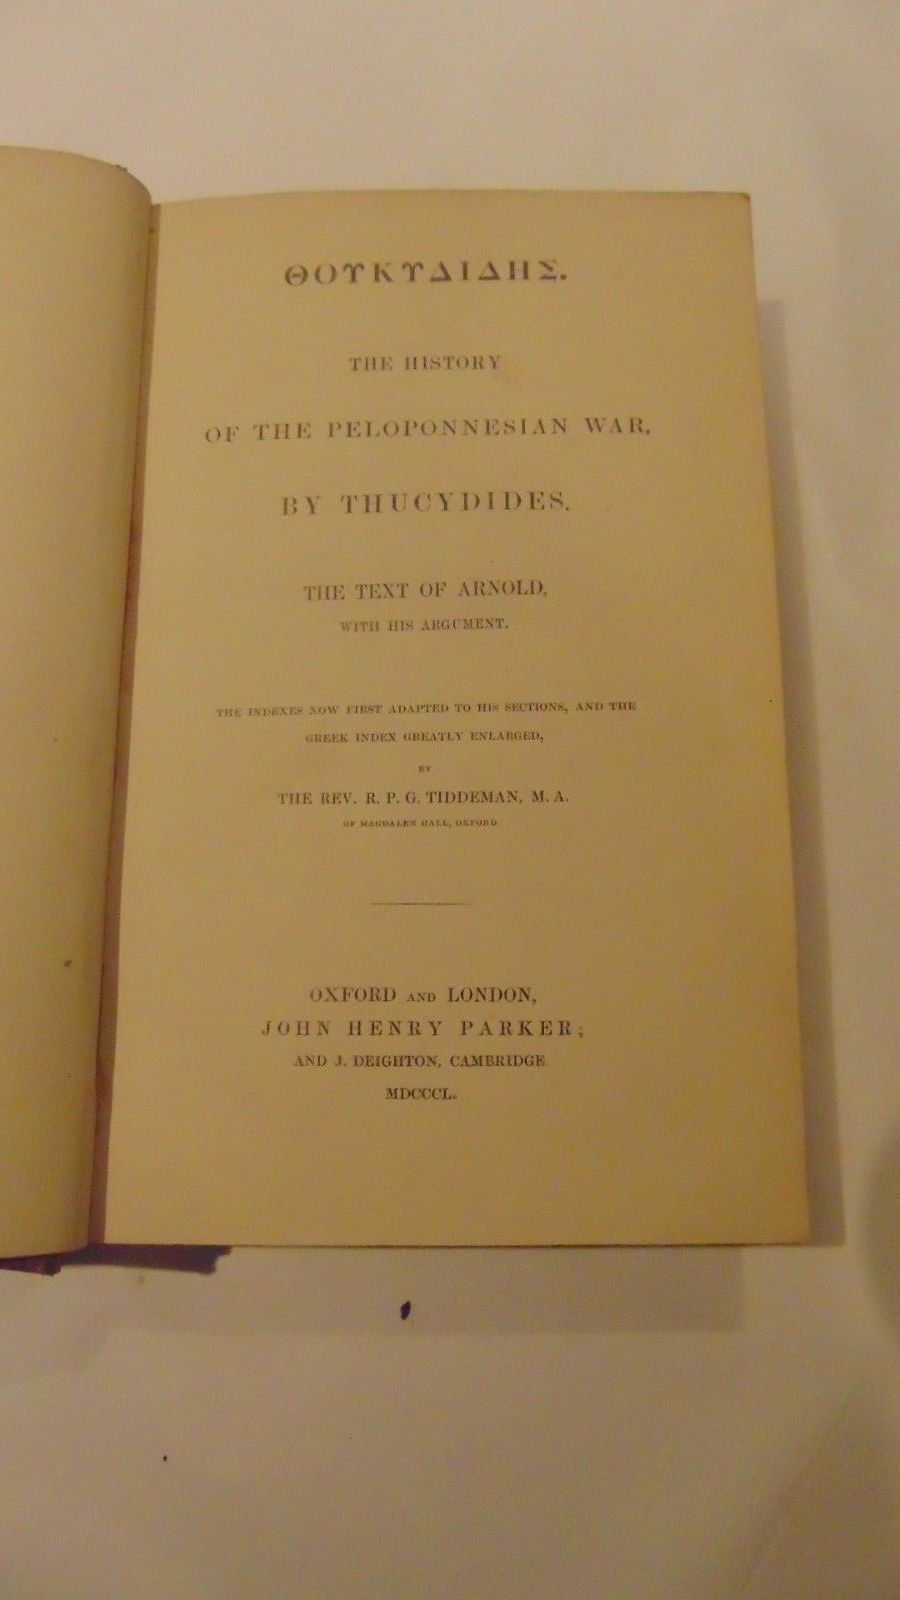 ΘΟΥΚΥΔΙΔΗΣ.
THE HISTORY
OF THE PELOPONNESIAN WAR,
BY THUCYDIDES.
THE TEXT OF ARNOLD,
WITH HIS ARGUMENT.
THE INDEXES NOW FIRST ADAPTED TO HIS SECTIONS, AND THE
GREEK INDEX GREATLY ENLARGED,
BY
THE REV. R. P. G. TIDDEMAN, M. A.
OF MAGDALEN HALL, OXFORD.
OXFORD AND LONDON,
JOHN HENRY PARKER;
AND J. DEIGHTON, CAMBRIDGE
MDCCCL.